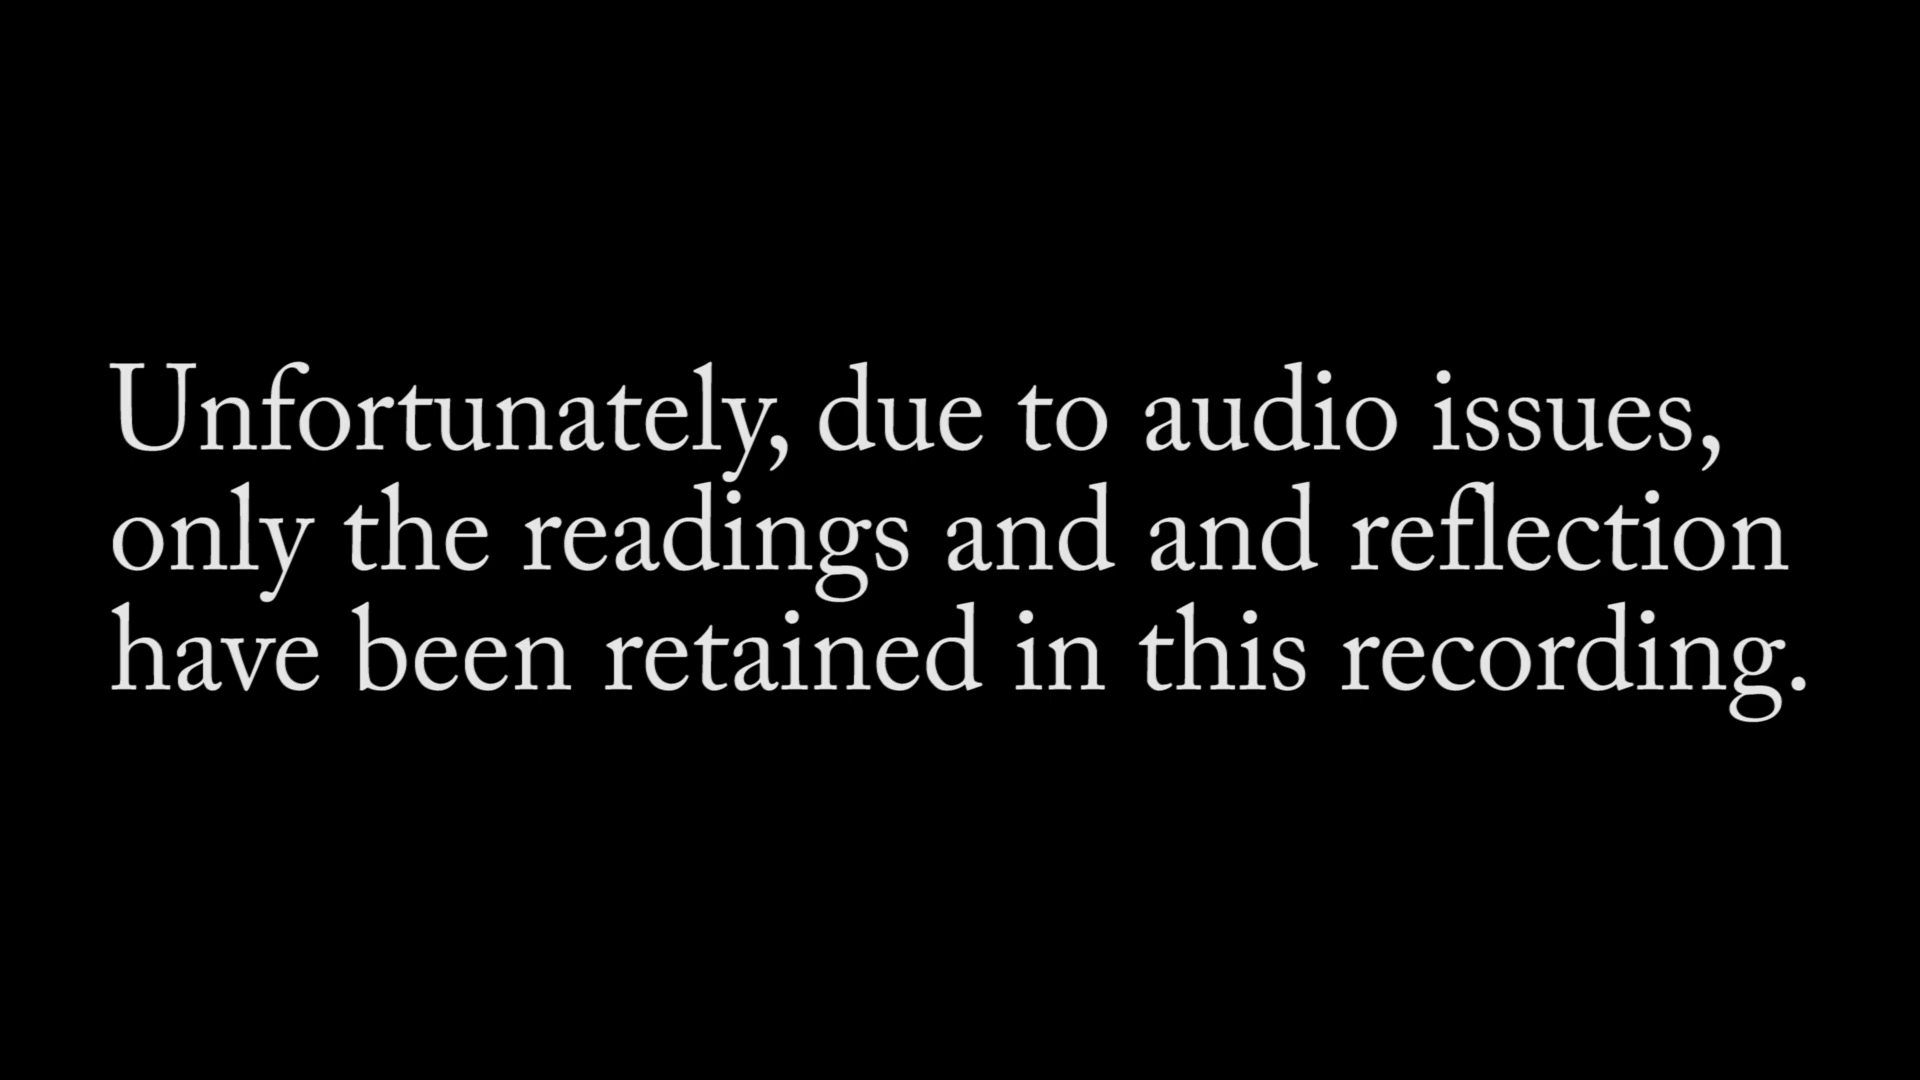 Unfortunately, due to audio issues,
only the readings and and reflection
have been retained in this recording.